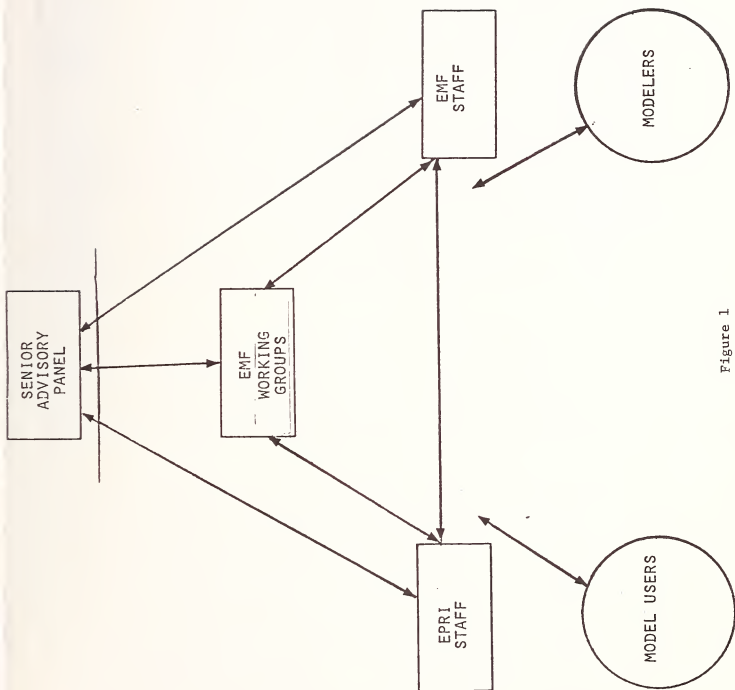 SENIOR
ADVISORY
PANEL
EMF
WORKING
GROUPS
EPRI
STAFF
EMF
STAFF
MODEL USERS
MODELERS
Figure 1